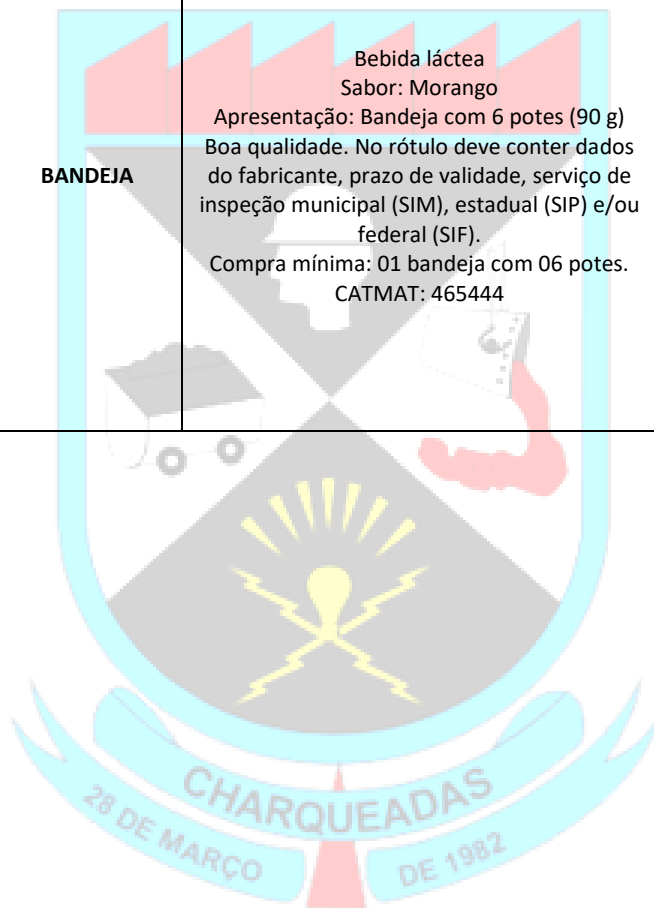 Bebida láctea
Sabor: Morango
Apresentação: Bandeja com 6 potes (90 g)
Boa qualidade. No rótulo deve conter dados
BANDEJA
do fabricante, prazo de validade, serviço de
inspeção municipal (SIM), estadual (SIP) e/ou
federal (SIF).
Compra mínima: 01 bandeja com 06 potes.
CATMAT: 465444
CHARQUEADAS
28 DE MARÇO
DE 1982